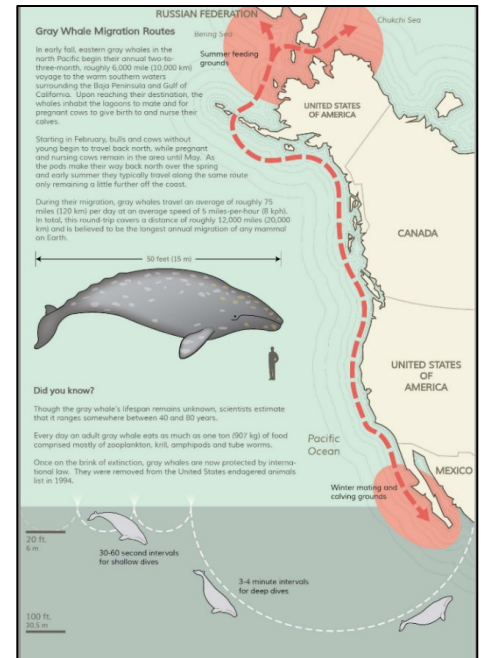 RUSSIAN FEDERATION
Chukchi Sea
Bering Sea
Gray Whale Migration Routes
In early fall, eastern gray whales in the
north Pacific begin their annual two-to-
three-month, roughly 6,000 mile (10,000 km)
voyage to the warm southern waters
surrounding the Baja Peninsula and Gulf of
California. Upon reaching their destination, the
whales inhabit the lagoons to mate and for
pregnant cows to give birth to and nurse their
calves.
Starting in February, bulls and cows without
young begin to travel back north, while pregnant
and nursing cows remain in the area until May. As
the pods make their way back north over the spring
and early summer they typically travel along the same route
only remaining a little further off the coast.
During their migration, gray whales travel an average of roughly 75
miles (120 km) per day at an average speed of 5 miles-per-hour (8 kph).
In total, this round-trip covers a distance of roughly 12,000 miles (20,000
km) and is believed to be the longest annual migration of any mammal
on Earth.
Summer feeding
grounds
UNITED STATES
OF AMERICA
CANADA
50 feet (15 m)
UNITED STATES
OF
AMERICA
Did you know?
Though the gray whale's lifespan remains unknown, scientists estimate
that it ranges somewhere between 40 and 80 years.
Every day an adult gray whale eats as much as one ton (907 kg) of food
comprised mostly of zooplankton, krill, amphipods and tube worms.
Once on the brink of extinction, gray whales are now protected by interna-
tional law. They were removed from the United States endagered animals
list in 1994.
Pacific
Ocean
MEXICO
Winter mating and
calving grounds
20 ft.
6 m
30-60 second intervals
for shallow dives
3-4 minute intervals
for deep dives
100 ft.
30.5 m